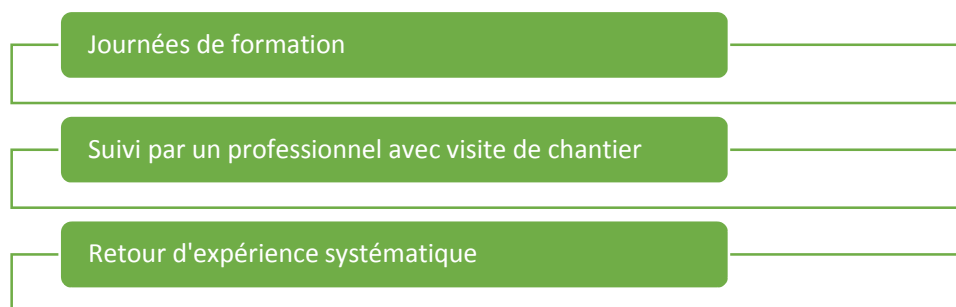 Journées de formation
Suivi par un professionnel avec visite de chantier
Retour d'expérience systématique